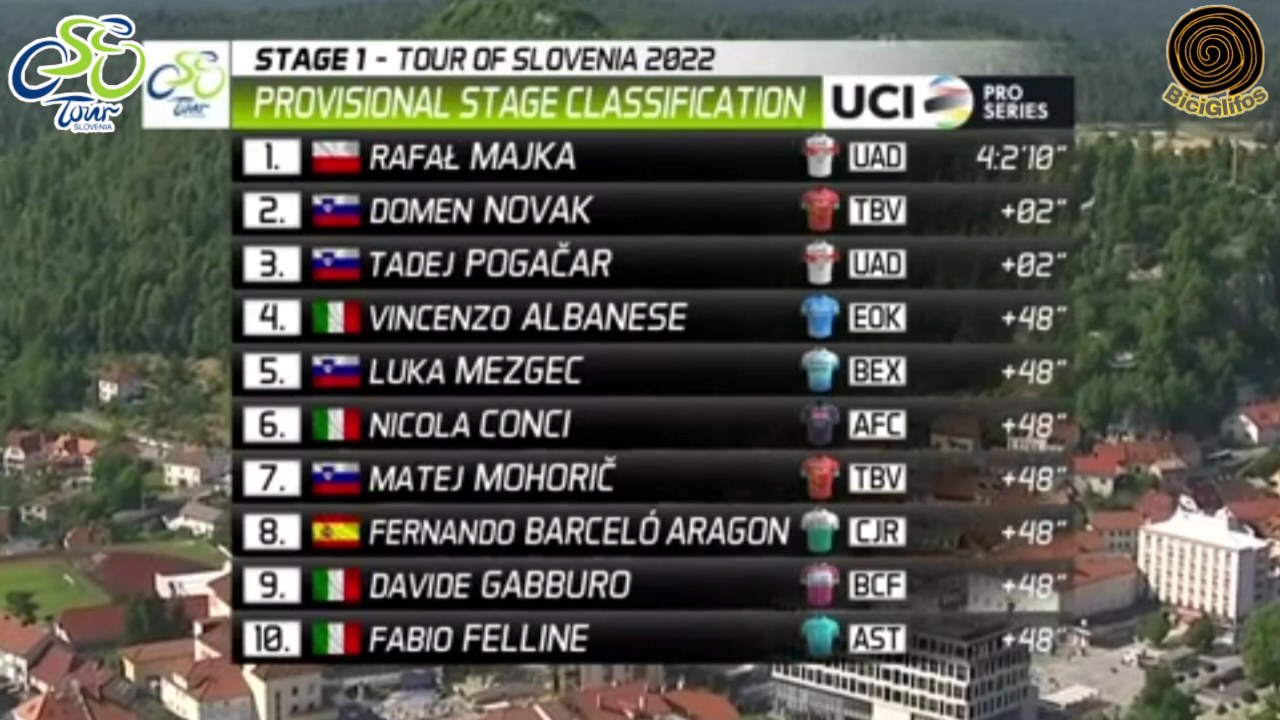 Tour
SLOVENIA
Tour
BiciGlifos
STAGE 1 - TOUR OF SLOVENIA 2022
PROVISIONAL STAGE CLASSIFICATION UCI PRO SERIES
1. RAFAŁ MAJKA UAD 4:2'10"
2. DOMEN NOVAK TBV +02"
3. TADEJ POGAČAR UAD +02"
4. VINCENZO ALBANESE EOK +48"
5. LUKA MEZGEC BEX +48"
6. NICOLA CONCI AFC +48"
7. MATEJ MOHORIČ TBV +48"
8. FERNANDO BARCELÓ ARAGON CJR +48"
9. DAVIDE GABBURO BCF +48"
10. FABIO FELLINE AST +48"